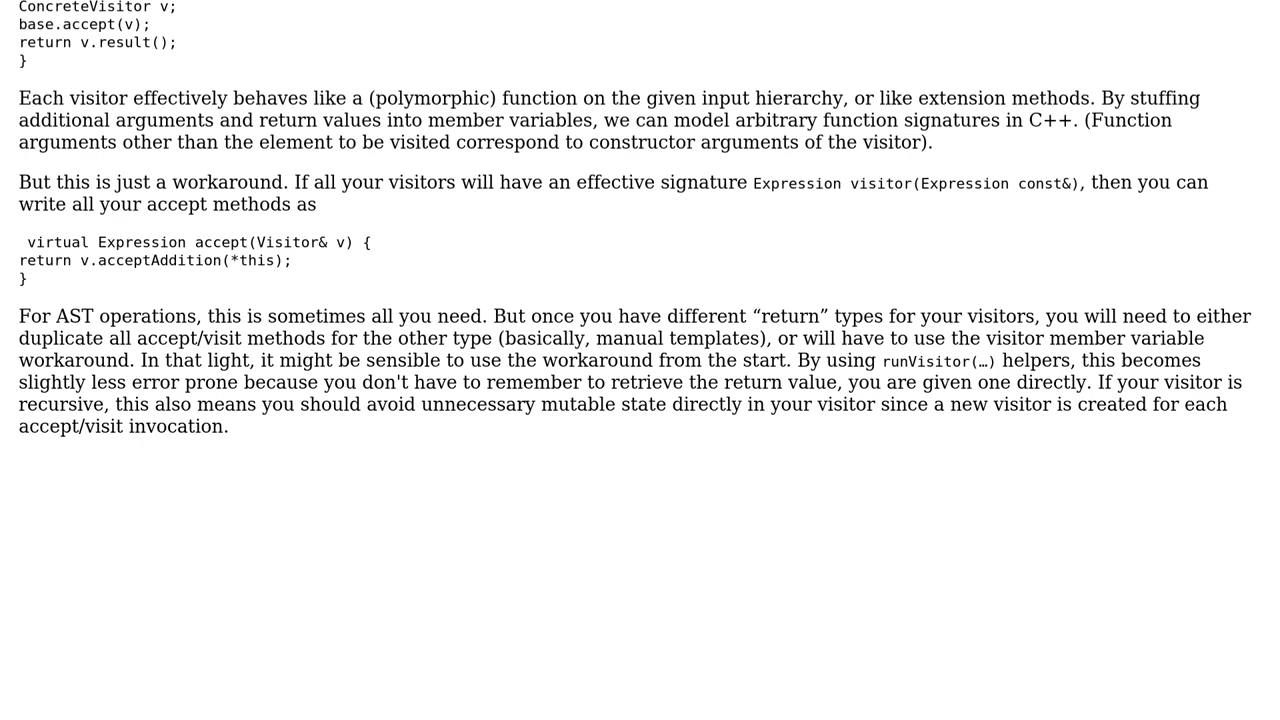 ConcreteVisitor v;
base.accept(v);
return v.result();
}
Each visitor effectively behaves like a (polymorphic) function on the given input hierarchy, or like extension methods. By stuffing
additional arguments and return values into member variables, we can model arbitrary function signatures in C++. (Function
arguments other than the element to be visited correspond to constructor arguments of the visitor).
But this is just a workaround. If all your visitors will have an effective signature Expression visitor(Expression const&), then you can
write all your accept methods as
virtual Expression accept(Visitor& v) {
return v.acceptAddition(*this);
}
For AST operations, this is sometimes all you need. But once you have different “return” types for your visitors, you will need to either
duplicate all accept/visit methods for the other type (basically, manual templates), or will have to use the visitor member variable
workaround. In that light, it might be sensible to use the workaround from the start. By using runVisitor(…) helpers, this becomes
slightly less error prone because you don't have to remember to retrieve the return value, you are given one directly. If your visitor is
recursive, this also means you should avoid unnecessary mutable state directly in your visitor since a new visitor is created for each
accept/visit invocation.